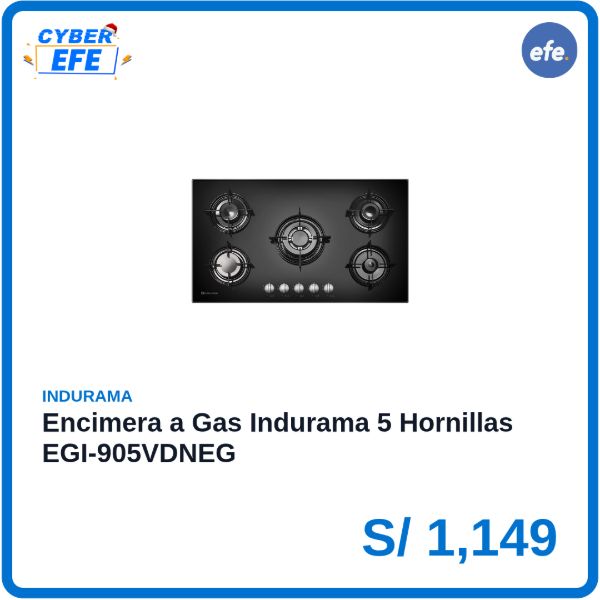 CYBER
EFE
efe.
INDURAMA
Encimera a Gas Indurama 5 Hornillas
EGI-905VDNEG
S/ 1,149